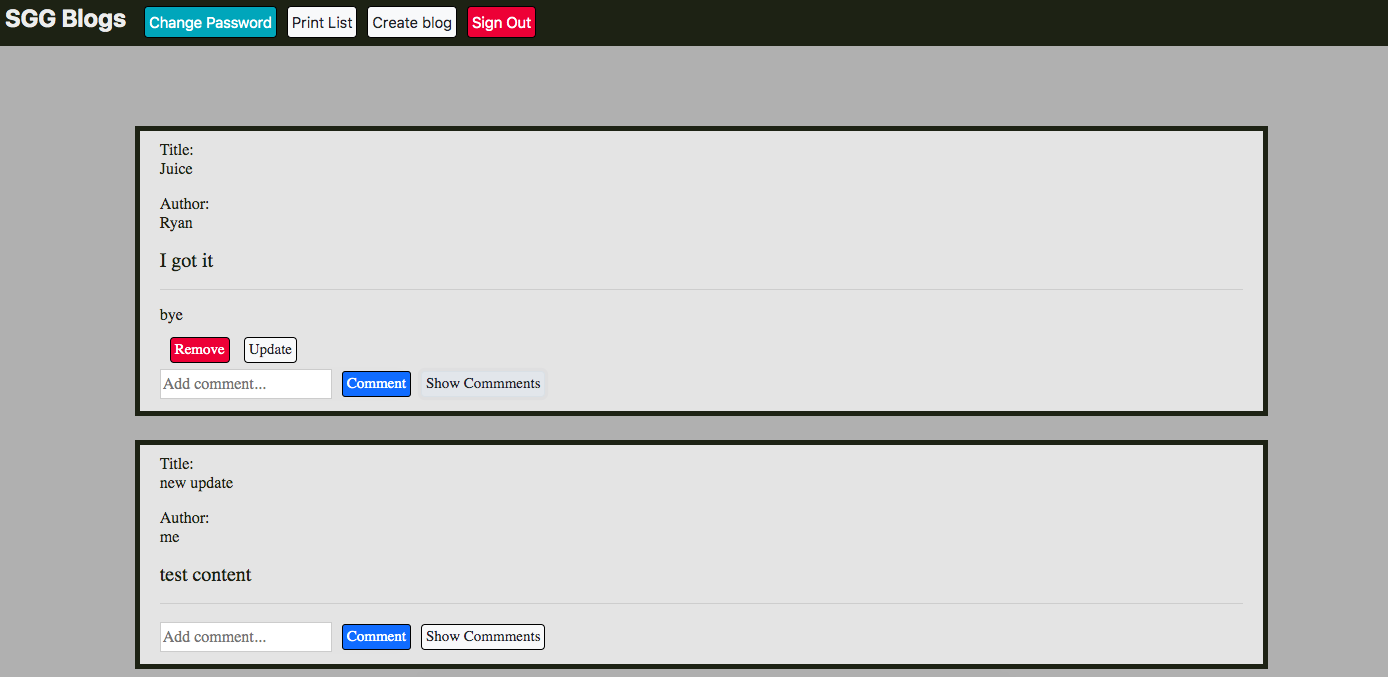 SGG Blogs Change Password Print List Create blog Sign Out
Title:
Juice
Author:
Ryan
I got it
bye
Remove Update
Add comment... Comment Show Commments
Title:
new update
Author:
me
test content
Add comment... Comment Show Commments